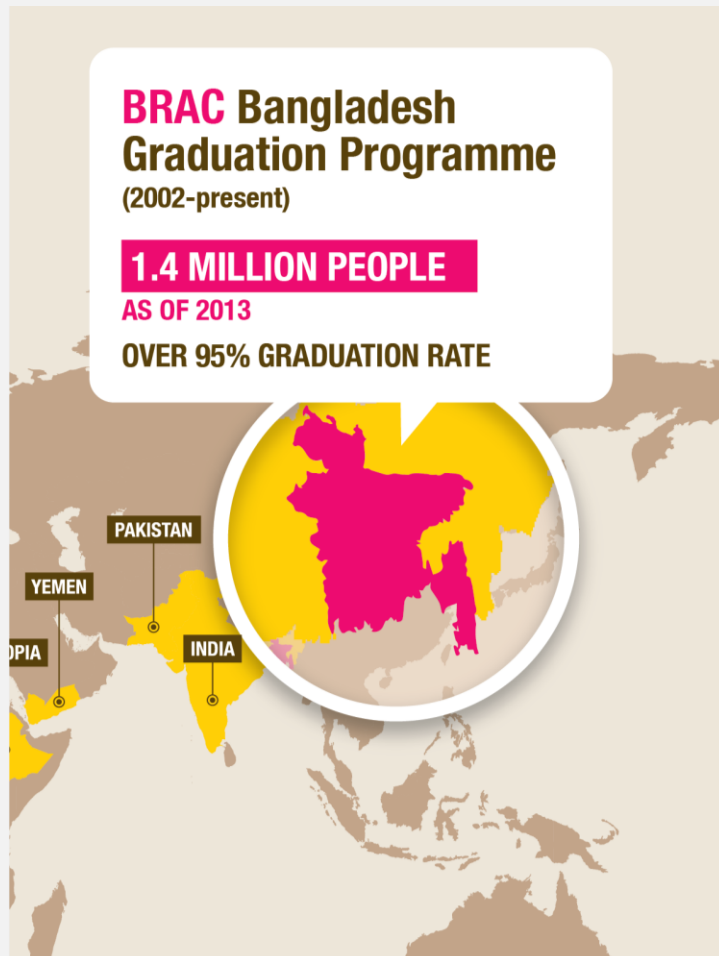 BRAC Bangladesh
Graduation Programme
(2002-present)
1.4 MILLION PEOPLE
AS OF 2013
OVER 95% GRADUATION RATE
PAKISTAN
YEMEN
INDIA
OPIA